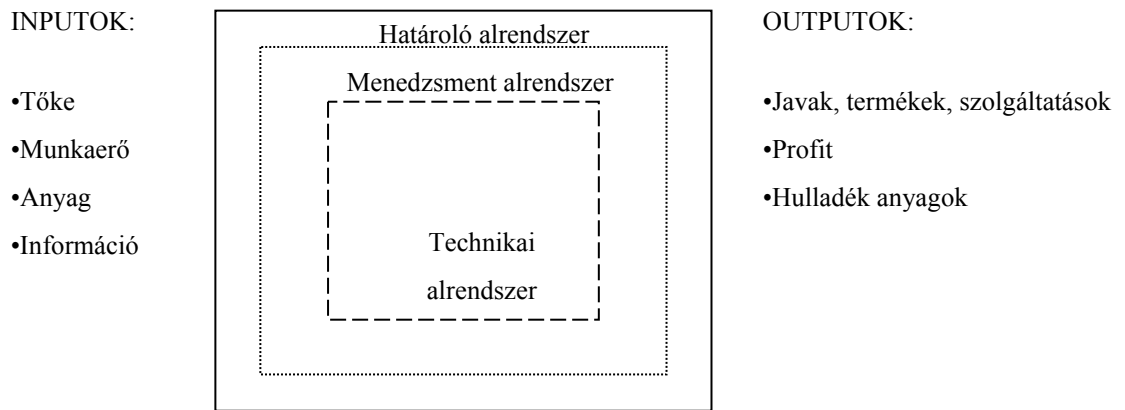 INPUTOK:
•Tőke
•Munkaerő
•Anyag
•Információ
Határoló alrendszer
Menedzsment alrendszer
Technikai
alrendszer
OUTPUTOK:
•Javak, termékek, szolgáltatások
•Profit
•Hulladék anyagok